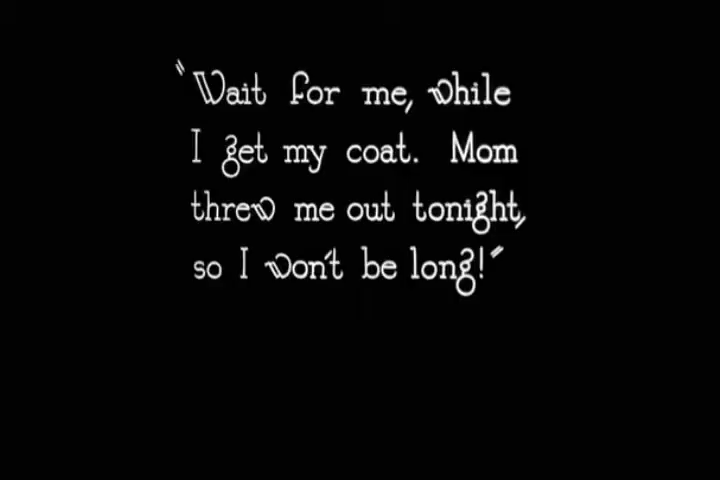 "Wait for me, while
I get my coat. Mom
threw me out tonight,
so I won't be long!"